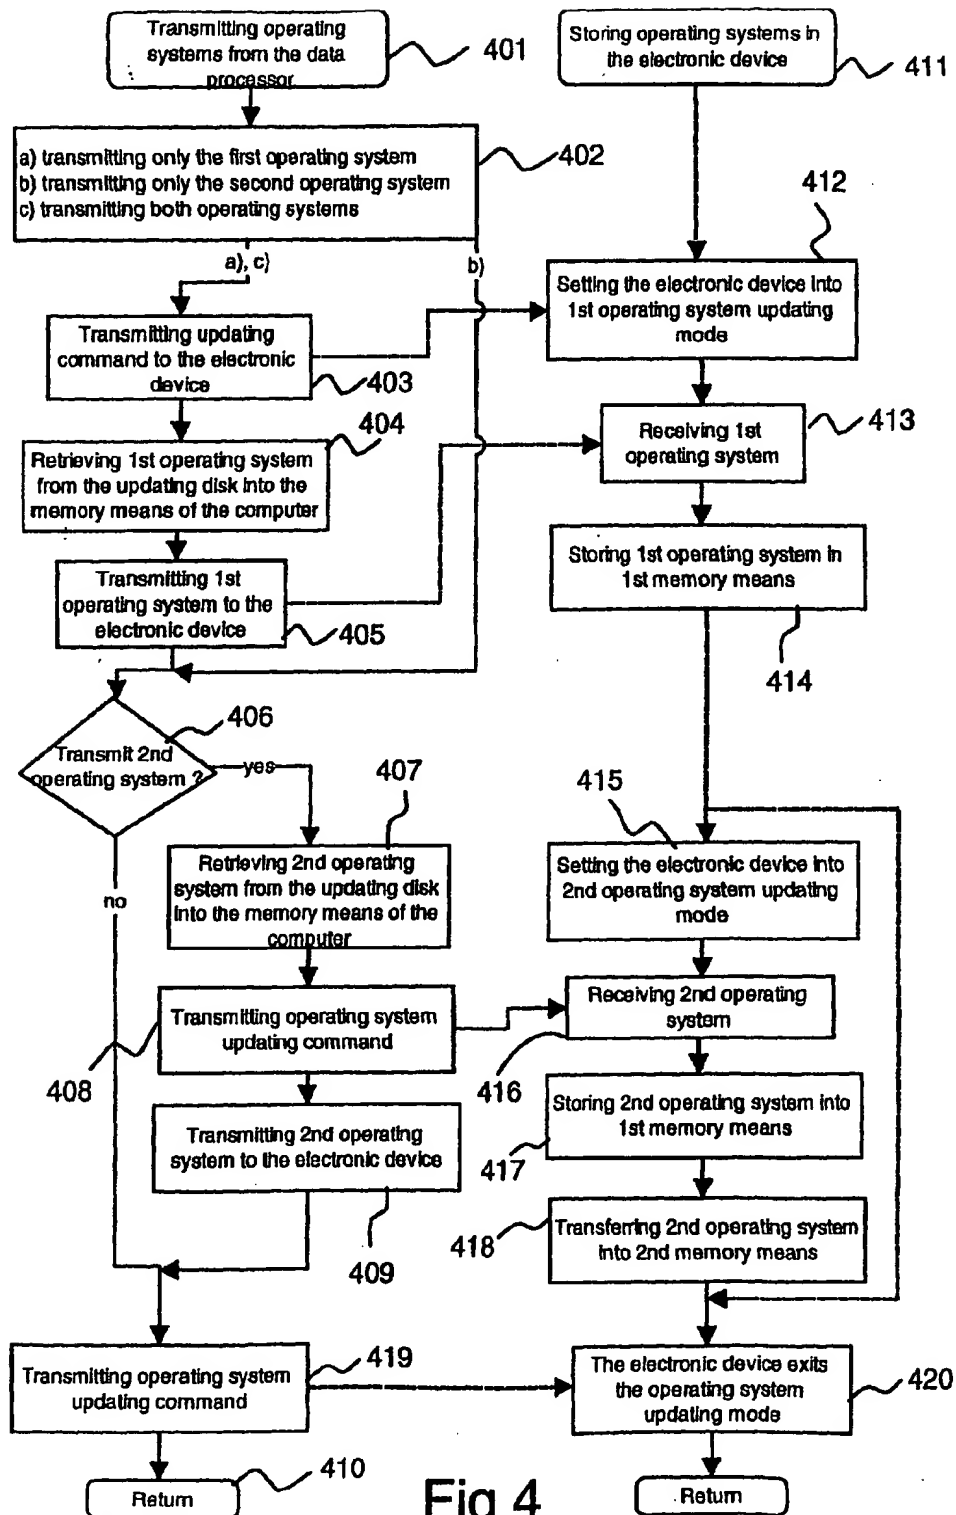 Transmitting operating
systems from the data
processor
401
Storing operating systems in
the electronic device
411
a) transmitting only the first operating system
b) transmitting only the second operating system
c) transmitting both operating systems
402
a), c)
b)
412
Setting the electronic device into
1st operating system updating
mode
Transmitting updating
command to the electronic
device
403
404
Receiving 1st
operating system
413
Retrieving 1st operating system
from the updating disk into the
memory means of the computer
Storing 1st operating system in
1st memory means
414
Transmitting 1st
operating system to the
electronic device
405
406
Transmit 2nd
operating system ?
yes
no
407
Retrieving 2nd operating
system from the updating disk
into the memory means of the
computer
415
Setting the electronic device into
2nd operating system updating
mode
Transmitting operating system
updating command
408
Receiving 2nd operating
system
416
Transmitting 2nd operating
system to the electronic device
409
Storing 2nd operating system into
1st memory means
417
Transferring 2nd operating system
into 2nd memory means
418
Transmitting operating system
updating command
419
The electronic device exits
the operating system
updating mode
420
Return
410
Return
Fig 4